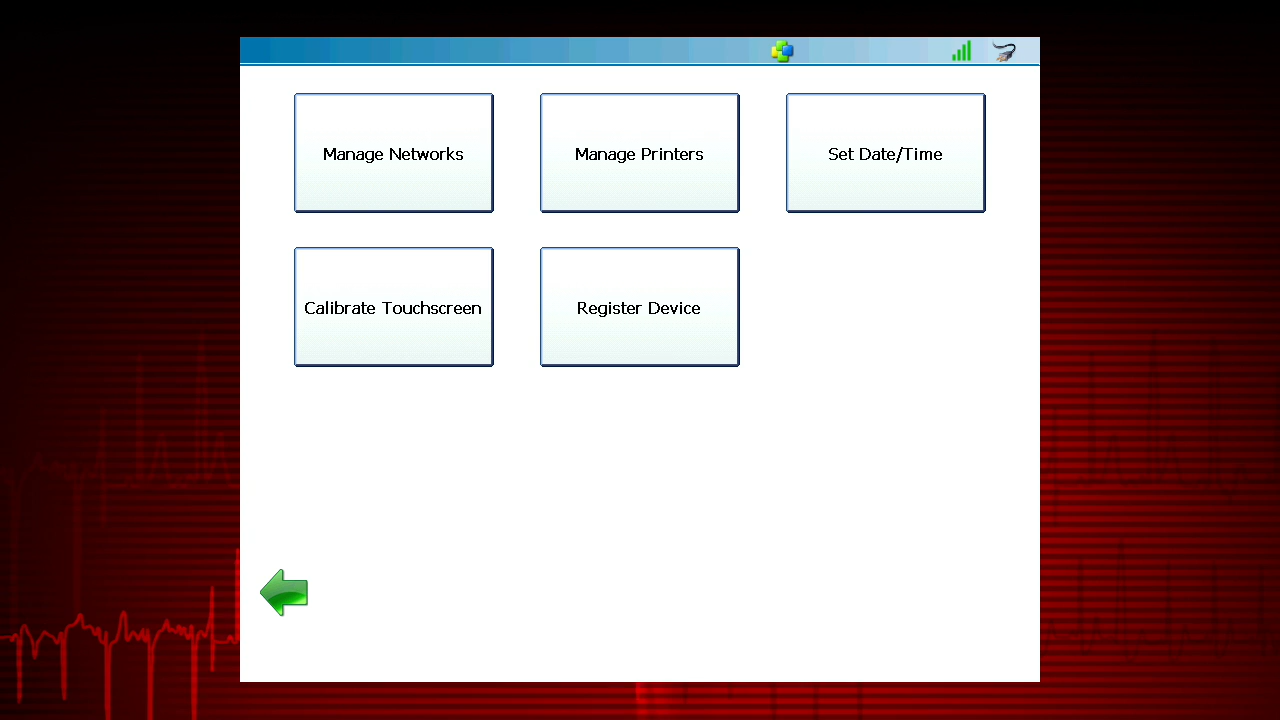 Manage Networks
Manage Printers
Set Date/Time
Calibrate Touchscreen
Register Device